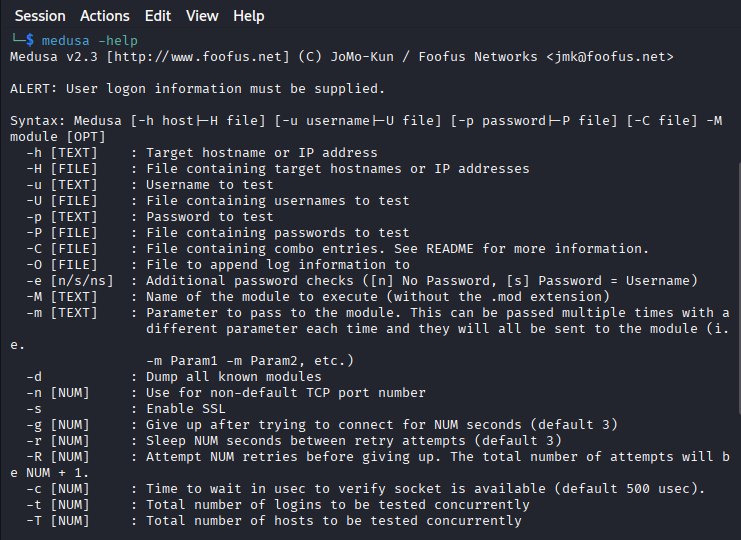 Session Actions Edit View Help
└─$ medusa -help
Medusa v2.3 [http://www.foofus.net] (C) JoMo-Kun / Foofus Networks <jmk@foofus.net>
ALERT: User logon information must be supplied.
Syntax: Medusa [-h host|-H file] [-u username|-U file] [-p password|-P file] [-C file] -M
module [OPT]
-h [TEXT] : Target hostname or IP address
-H [FILE] : File containing target hostnames or IP addresses
-u [TEXT] : Username to test
-U [FILE] : File containing usernames to test
-p [TEXT] : Password to test
-P [FILE] : File containing passwords to test
-C [FILE] : File containing combo entries. See README for more information.
-O [FILE] : File to append log information to
-e [n/s/ns] : Additional password checks ([n] No Password, [s] Password = Username)
-M [TEXT] : Name of the module to execute (without the .mod extension)
-m [TEXT] : Parameter to pass to the module. This can be passed multiple times with a
different parameter each time and they will all be sent to the module (i.
e.
-m Param1 -m Param2, etc.)
-d : Dump all known modules
-n [NUM] : Use for non-default TCP port number
-s : Enable SSL
-g [NUM] : Give up after trying to connect for NUM seconds (default 3)
-r [NUM] : Sleep NUM seconds between retry attempts (default 3)
-R [NUM] : Attempt NUM retries before giving up. The total number of attempts will b
e NUM + 1.
-c [NUM] : Time to wait in usec to verify socket is available (default 500 usec).
-t [NUM] : Total number of logins to be tested concurrently
-T [NUM] : Total number of hosts to be tested concurrently